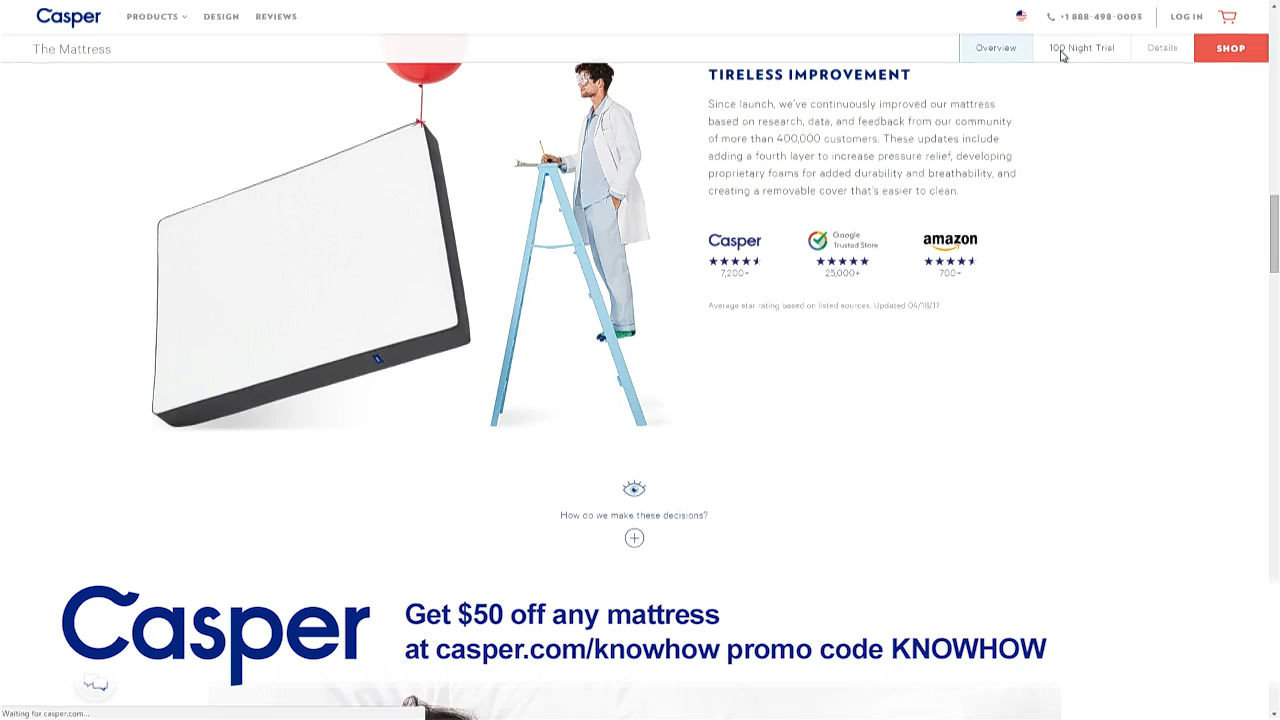 Casper PRODUCTS DESIGN REVIEWS +1 888-498-0003 LOG IN
The Mattress Overview 100 Night Trial Details SHOP
TIRELESS IMPROVEMENT
Since launch, we've continuously improved our mattress
based on research, data, and feedback from our community
of more than 400,000 customers. These updates include
adding a fourth layer to increase pressure relief, developing
proprietary foams for added durability and breathability, and
creating a removable cover that's easier to clean.
Casper Google Trusted Store amazon
7,200+ 25,000+ 700+
Average star rating based on listed sources. Updated 04/18/17
How do we make these decisions?
Casper
Get $50 off any mattress
at casper.com/knowhow promo code KNOWHOW
Waiting for casper.com...